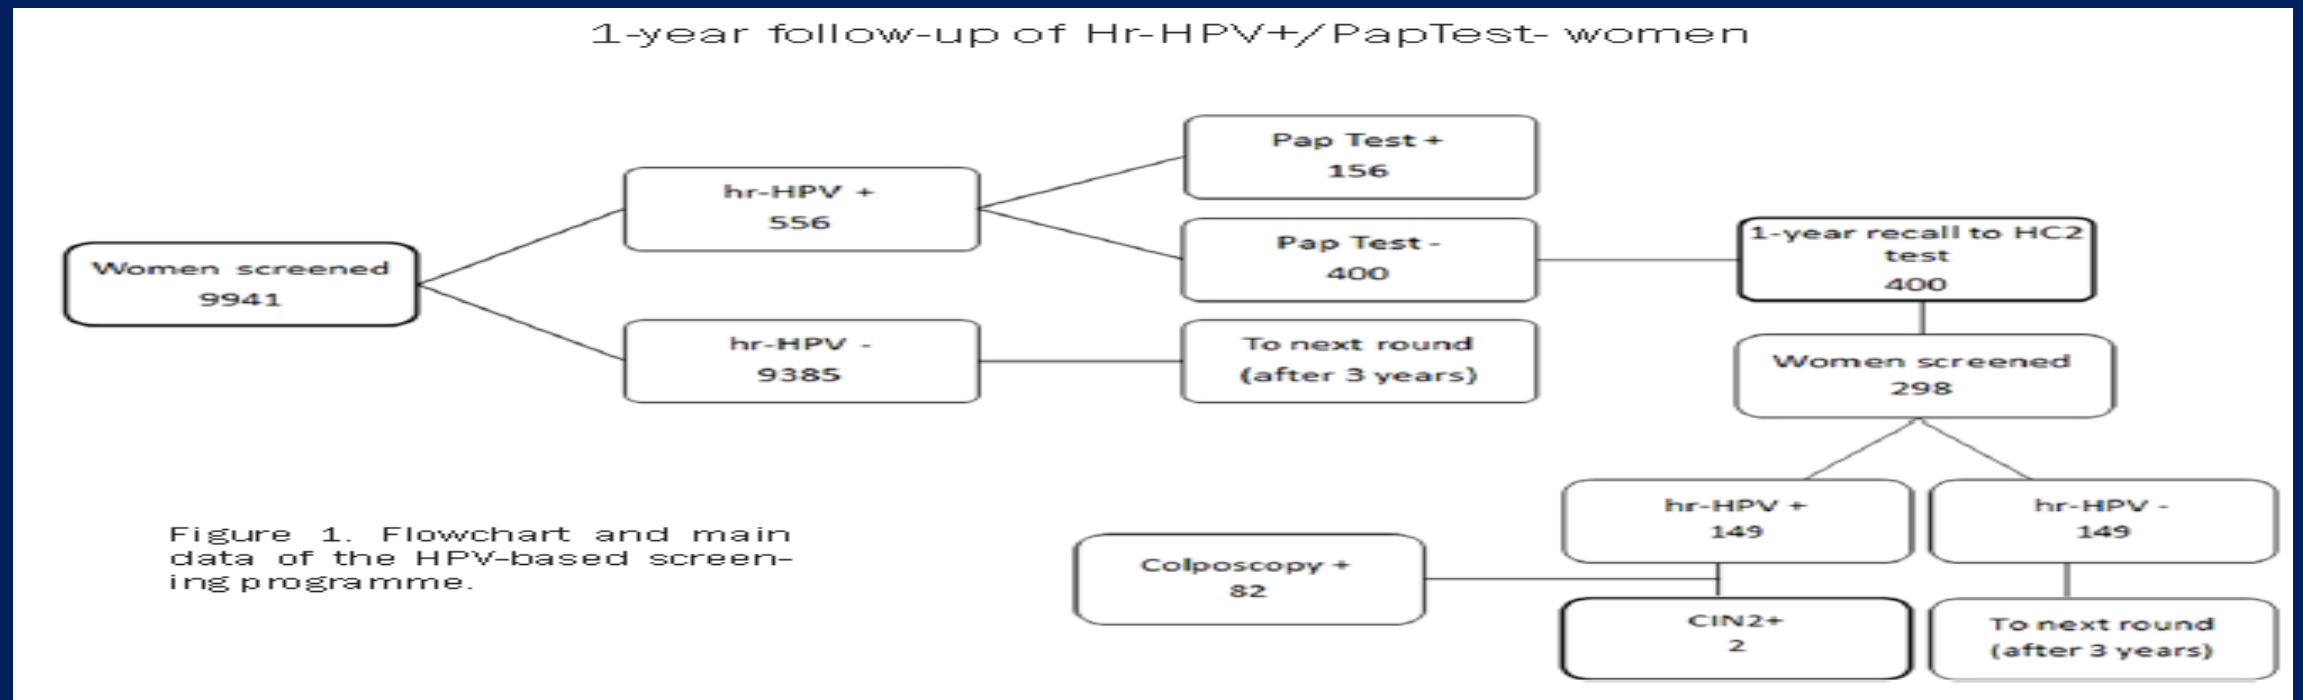 1-year follow-up of Hr-HPV+/PapTest- women
Women screened
9941
hr-HPV +
556
hr-HPV -
9385
Pap Test +
156
Pap Test -
400
To next round
(after 3 years)
1-year recall to HC2
test
400
Women screened
298
hr-HPV +
149
hr-HPV -
149
Colposcopy +
82
CIN2+
2
To next round
(after 3 years)
Figure 1. Flowchart and main
data of the HPV-based screen-
ing programme.